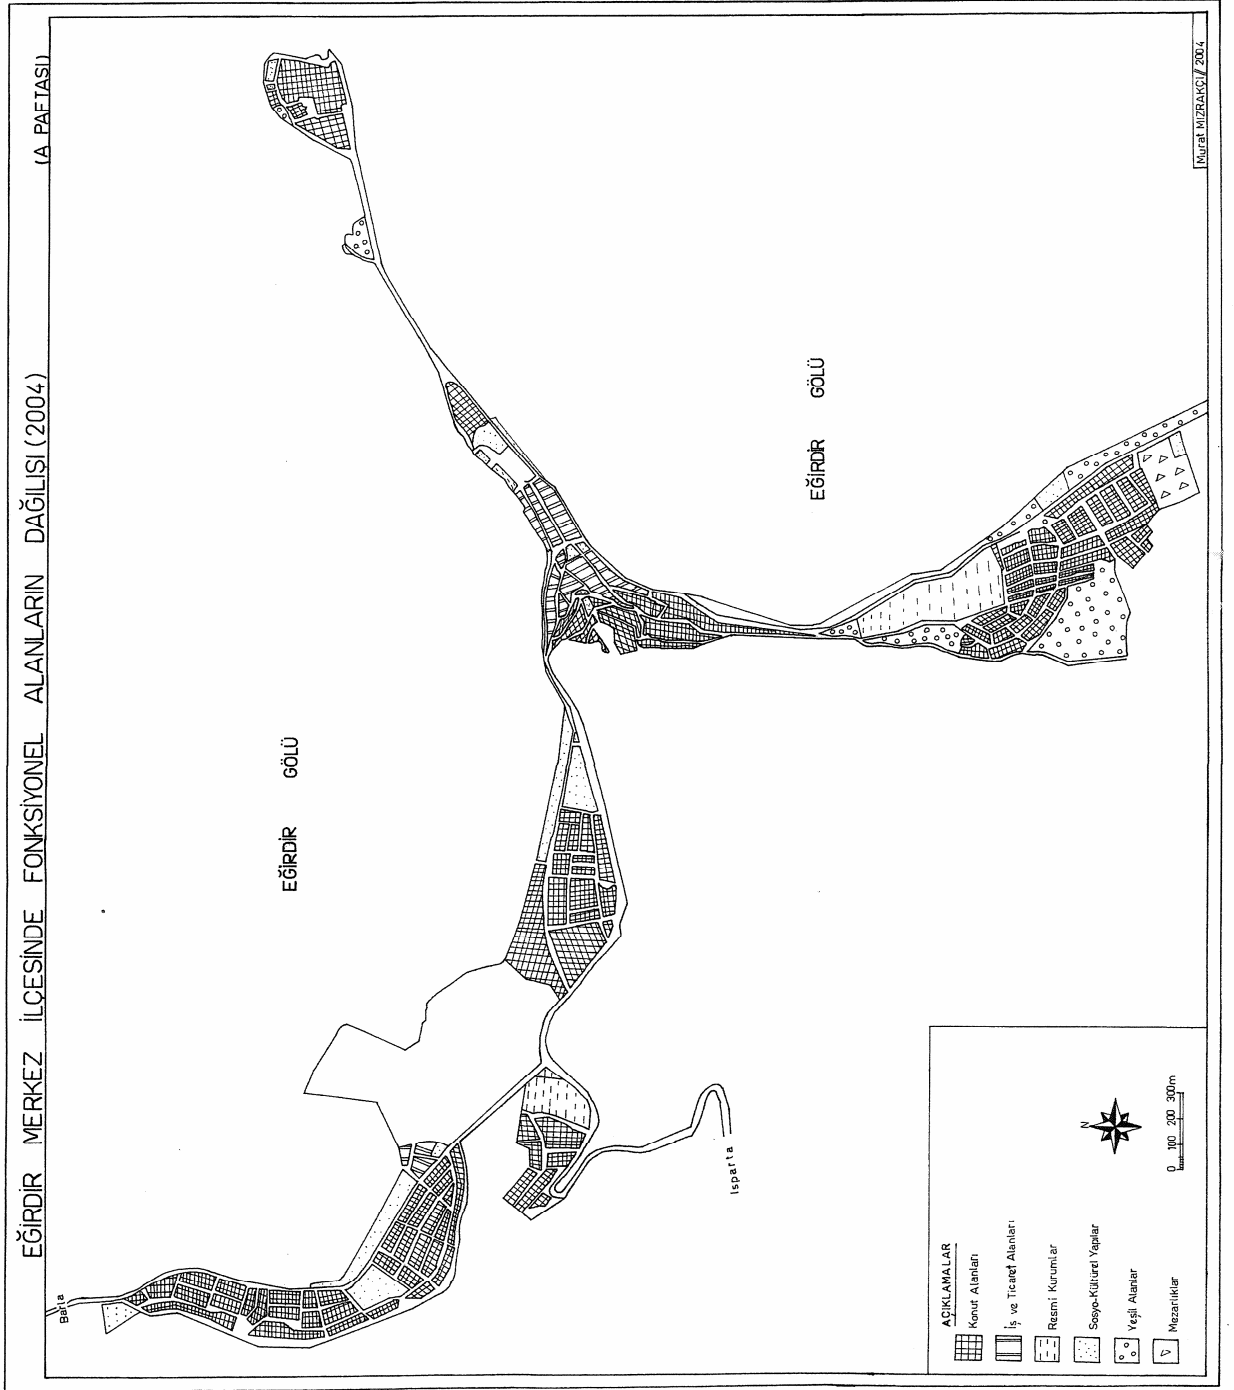 EĞİRDİR MERKEZ İLÇESİNDE FONKSİYONEL ALANLARIN DAĞILIŞI (2004)
(A PAFTASI)
Barla
EĞİRDİR GÖLÜ
EĞİRDİR GÖLÜ
Isparta
AÇIKLAMALAR
Konut Alanları
İş ve Ticaret Alanları
Resmi Kurumlar
Sosyo-Kültürel Yapılar
Yeşil Alanlar
Mezarlıklar
N
0 100 200 300m
Murat MIZRAKÇI//2004